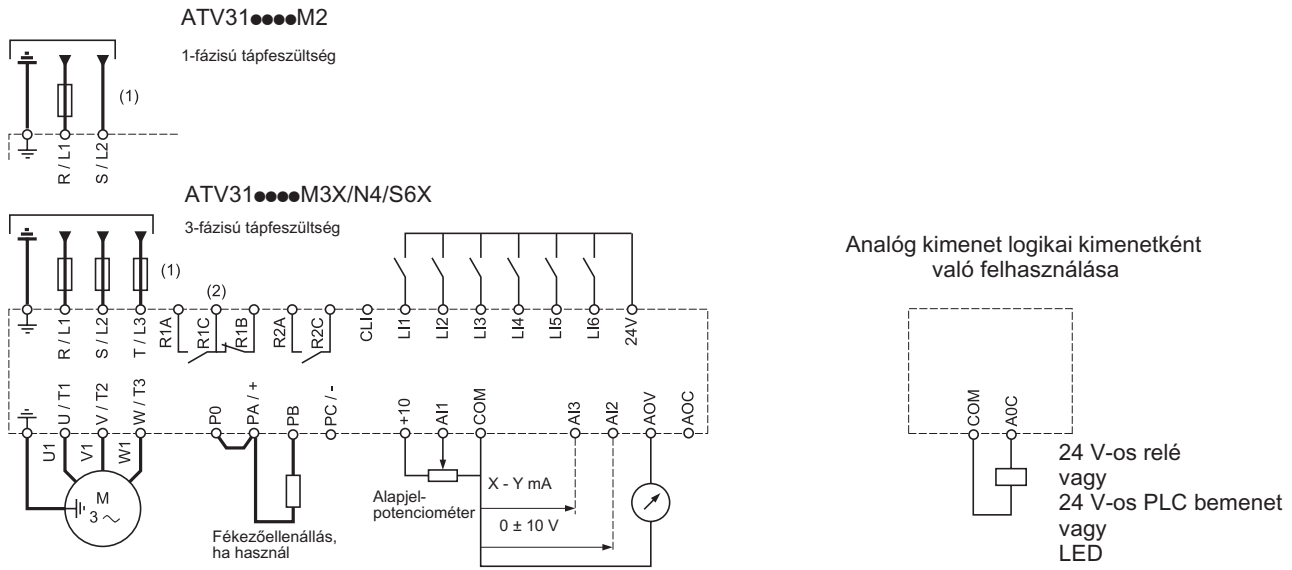 ATV31●●●●M2
1-fázisú tápfeszültség
(1)
R / L1
S / L2
ATV31●●●●M3X/N4/S6X
3-fázisú tápfeszültség
(1)
(2)
R / L1
S / L2
T / L3
R1A
R1C
R1B
R2A
R2C
CLI
LI1
LI2
LI3
LI4
LI5
LI6
24V
U / T1
V / T2
W / T3
P0
PA / +
PB
PC / -
+10
AI1
COM
AI3
AI2
AOV
AOC
U1
V1
W1
M
3 ~
Fékezőellenállás,
ha használ
Alapjel-
potenciométer
X - Y mA
0 ± 10 V
Analóg kimenet logikai kimenetként
való felhasználása
COM
A0C
24 V-os relé
vagy
24 V-os PLC bemenet
vagy
LED